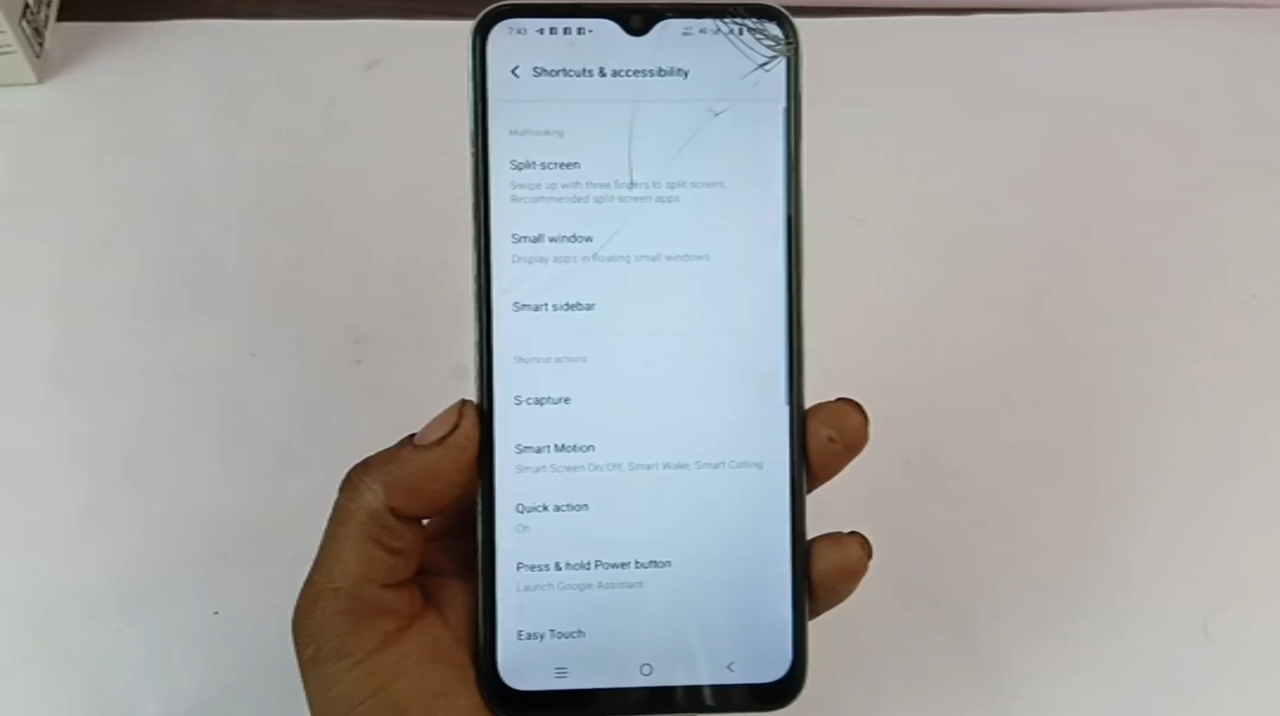 7:43
Shortcuts & accessibility
Multitasking
Split-screen
Swipe up with three fingers to split screen,
Recommended split-screen apps
Small window
Display apps in floating small windows
Smart sidebar
Shortcut actions
S-capture
Smart Motion
Smart Screen On/Off, Smart Wake, Smart Calling
Quick action
On
Press & hold Power button
Launch Google Assistant
Easy Touch